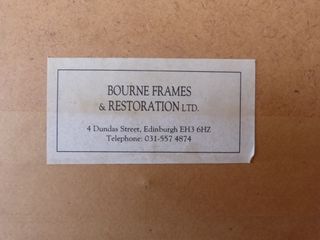 BOURNE FRAMES
& RESTORATION LTD.
4 Dundas Street, Edinburgh EH3 6HZ
Telephone: 031-557 4874